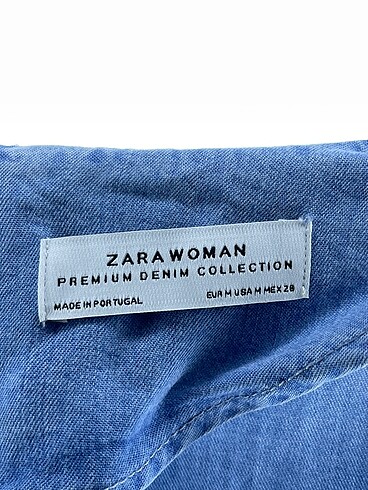 ZARA WOMAN
PREMIUM DENIM COLLECTION
MADE IN PORTUGAL EUR M USA M MEX 28